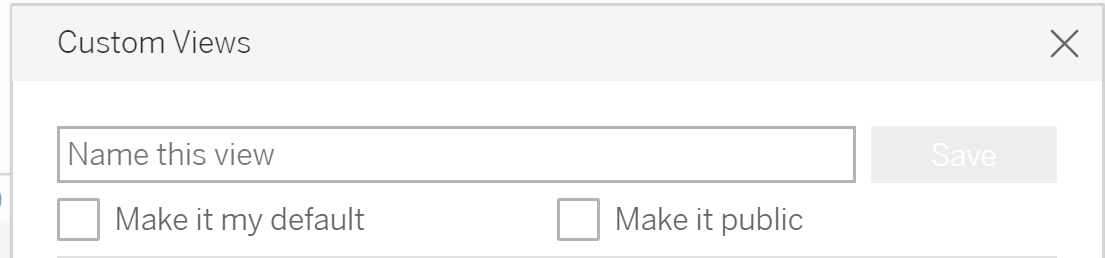 Custom Views
Name this view
Save
Make it my default
Make it public